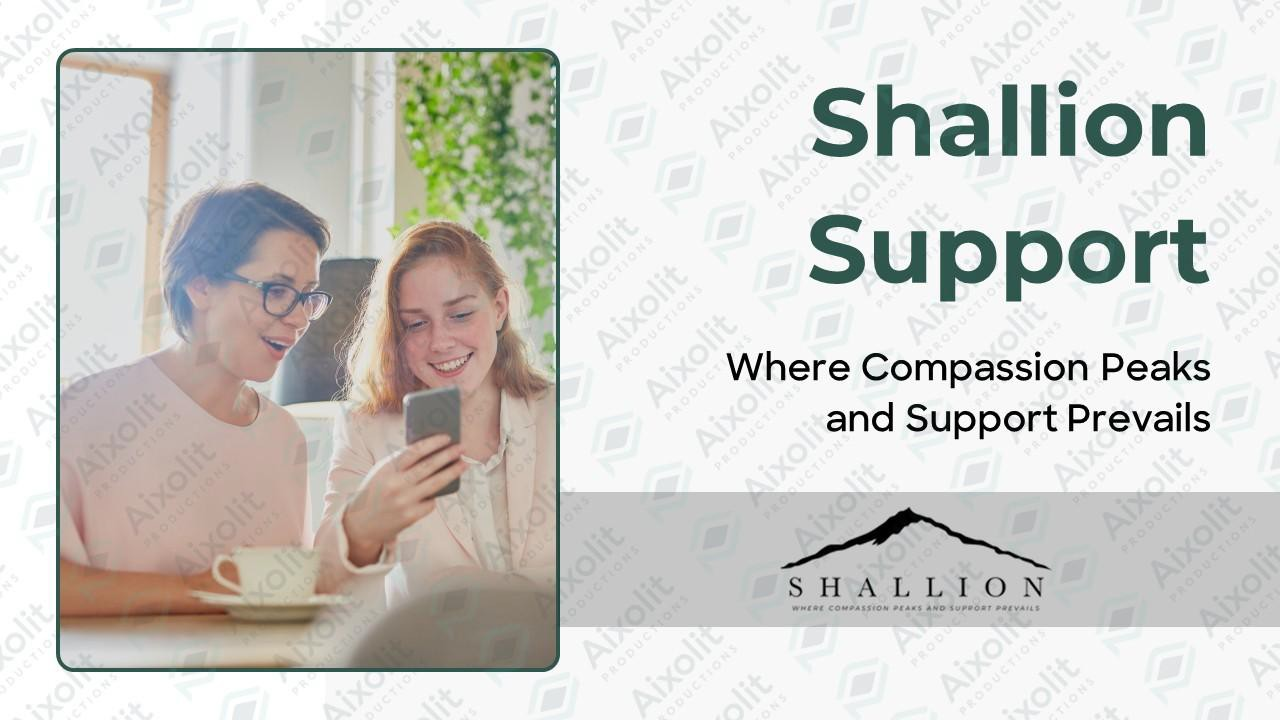 Shallion
Support
Where Compassion Peaks
and Support Prevails
SHALLION
WHERE COMPASSION PEAKS AND SUPPORT PREVAILS
Aixolit
PRODUCTIONS